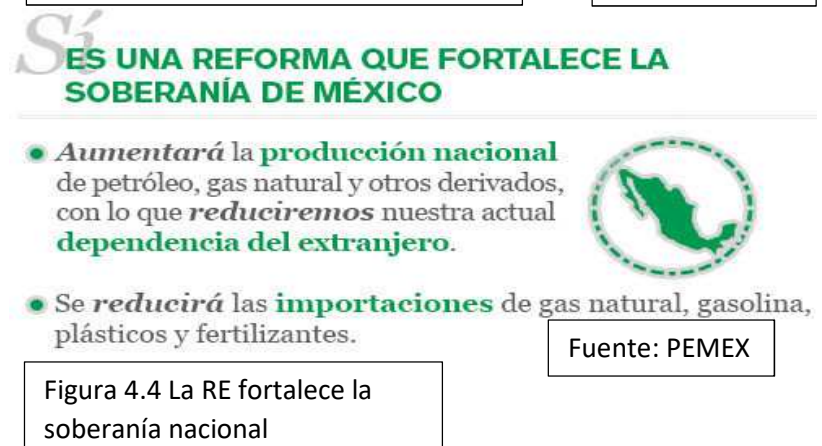 Sí
ES UNA REFORMA QUE FORTALECE LA
SOBERANÍA DE MÉXICO
Aumentará la producción nacional
de petróleo, gas natural y otros derivados,
con lo que reduciremos nuestra actual
dependencia del extranjero.
Se reducirá las importaciones de gas natural, gasolina,
plásticos y fertilizantes.
Fuente: PEMEX
Figura 4.4 La RE fortalece la
soberanía nacional